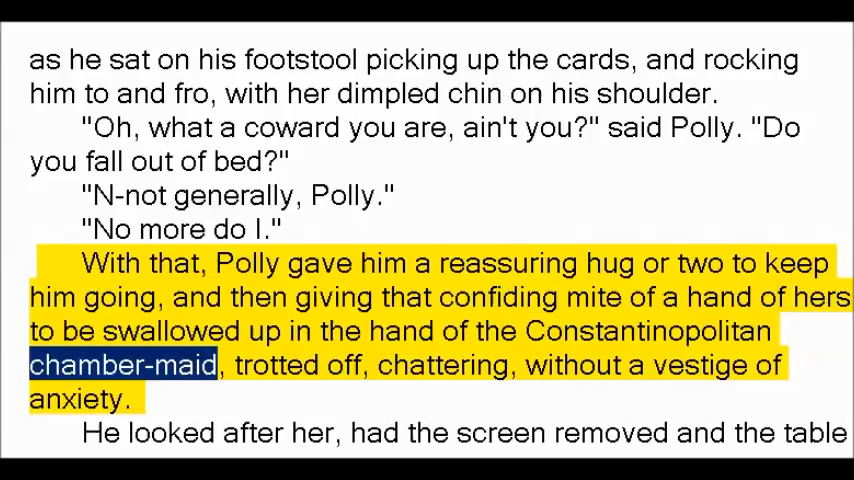 as he sat on his footstool picking up the cards, and rocking
him to and fro, with her dimpled chin on his shoulder.
"Oh, what a coward you are, ain't you?" said Polly. "Do
you fall out of bed?"
"N-not generally, Polly."
"No more do I."
With that, Polly gave him a reassuring hug or two to keep
him going, and then giving that confiding mite of a hand of hers
to be swallowed up in the hand of the Constantinopolitan
chamber-maid, trotted off, chattering, without a vestige of
anxiety.
He looked after her, had the screen removed and the table